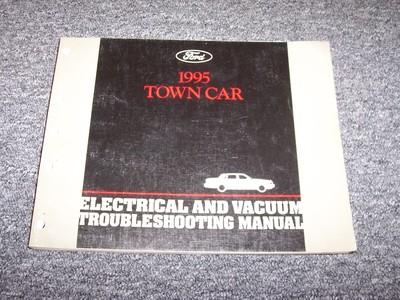 Ford
1995
TOWN CAR
ELECTRICAL AND VACUUM
TROUBLESHOOTING MANUAL